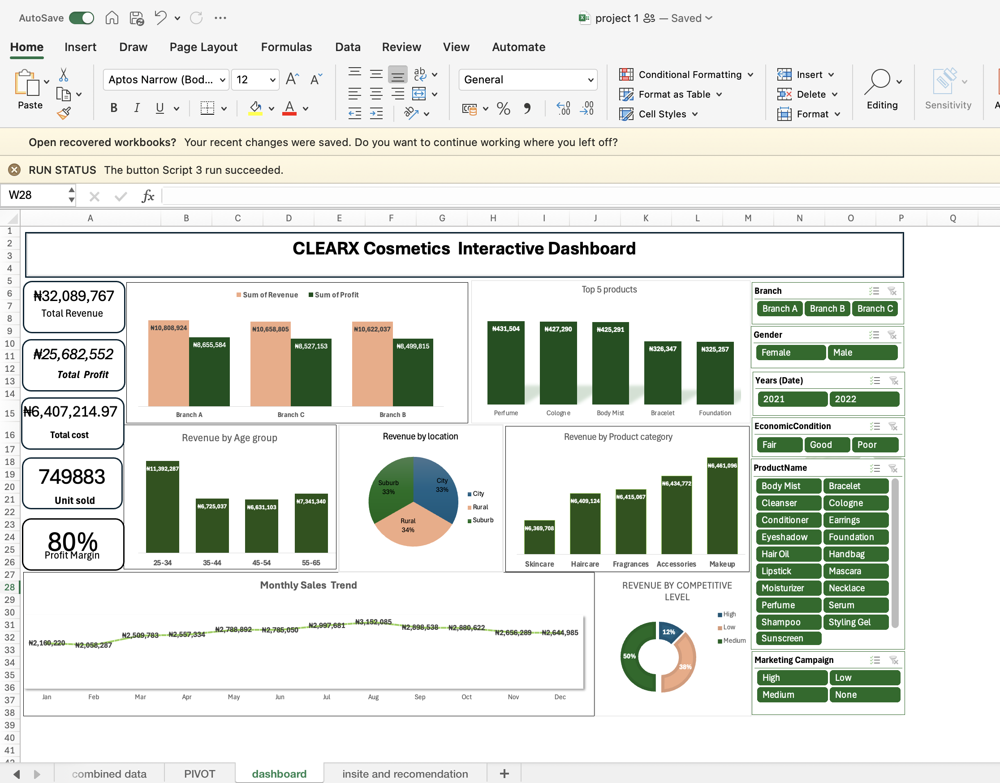 AutoSave
project 1 — Saved
Home Insert Draw Page Layout Formulas Data Review View Automate
Paste
Aptos Narrow (Bod... 12
B I U
ab
General
Conditional Formatting
Format as Table
Cell Styles
Insert
Delete
Format
Editing
Sensitivity
Open recovered workbooks? Your recent changes were saved. Do you want to continue working where you left off?
RUN STATUS The button Script 3 run succeeded.
W28 fx
A B C D E F G H I J K L M N O P Q
1
2
3
4
5
6
7
8
9
10
11
12
13
14
15
16
17
18
19
20
21
22
23
24
25
26
27
28
29
30
31
32
33
34
35
36
37
38
39
40
41
CLEARX Cosmetics Interactive Dashboard
₦32,089,767
Total Revenue
₦25,682,552
Total Profit
₦6,407,214.97
Total cost
749883
Unit sold
80%
Profit Margin
Sum of Revenue Sum of Profit
₦10,808,924 ₦8,655,584 ₦10,658,805 ₦8,527,153 ₦10,622,037 ₦8,499,815
Branch A Branch C Branch B
Top 5 products
₦431,504 ₦427,290 ₦425,291 ₦326,347 ₦325,257
Perfume Cologne Body Mist Bracelet Foundation
Revenue by Age group
₦11,392,287 ₦6,725,037 ₦6,631,103 ₦7,341,340
25-34 35-44 45-54 55-65
Revenue by location
Suburb
33%
City
33%
Rural
34%
City
Rural
Suburb
Revenue by Product category
₦6,369,708 ₦6,409,124 ₦6,415,067 ₦6,434,772 ₦6,461,096
Skincare Haircare Fragrances Accessories Makeup
Monthly Sales Trend
₦2,160,220 ₦2,058,287 ₦2,509,783 ₦2,557,334 ₦2,788,892 ₦2,785,050 ₦2,997,681 ₦3,152,085 ₦2,898,538 ₦2,880,622 ₦2,656,289 ₦2,644,985
Jan Feb Mar Apr May Jun Jul Aug Sep Oct Nov Dec
REVENUE BY COMPETITIVE
LEVEL
High
Low
Medium
12%
50%
38%
Branch
Branch A Branch B Branch C
Gender
Female Male
Years (Date)
2021 2022
EconomicCondition
Fair Good Poor
ProductName
Body Mist Bracelet
Cleanser Cologne
Conditioner Earrings
Eyeshadow Foundation
Hair Oil Handbag
Lipstick Mascara
Moisturizer Necklace
Perfume Serum
Shampoo Styling Gel
Sunscreen
Marketing Campaign
High Low
Medium None
combined data PIVOT dashboard insite and recomendation +